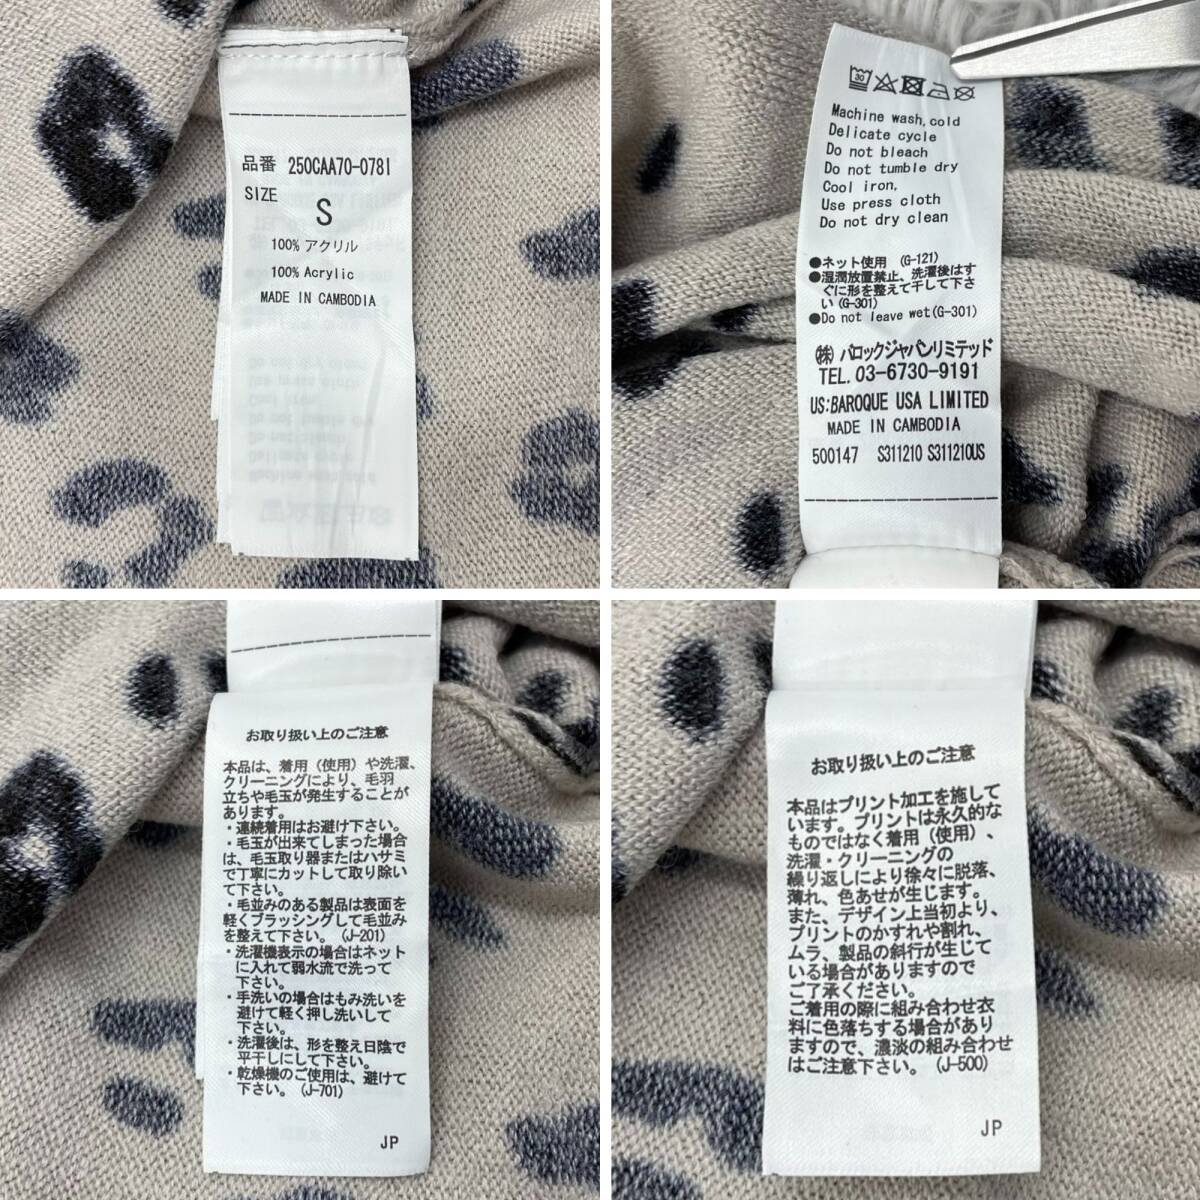 品番 250CAA70-078I
SIZE
S
100% アクリル
100% Acrylic
MADE IN CAMBODIA
30
Machine wash, cold
Delicate cycle
Do not bleach
Do not tumble dry
Cool iron,
Use press cloth
Do not dry clean
●ネット使用 (G-121)
●湿潤放置禁止、洗濯後はす
ぐに形を整えて干して下さ
い(G-301)
●Do not leave wet(G-301)
㈱ バロックジャパンリミテッド
TEL. 03-6730-9191
US:BAROQUE USA LIMITED
MADE IN CAMBODIA
500147 S311210 S311210US
お取り扱い上のご注意
本品は、着用（使用）や洗濯、
クリーニングにより、毛羽
立ちや毛玉が発生することが
あります。
・連続着用はお避け下さい。
・毛玉が出来てしまった場合
は、毛玉取り器またはハサミ
で丁寧にカットして取り除い
て下さい。
・毛並みのある製品は表面を
軽くブラッシングして毛並み
を整えて下さい。（J-201)
・洗濯機表示の場合はネット
に入れて弱水流で洗って
下さい。
・手洗いの場合はもみ洗いを
避けて軽く押し洗いして
下さい。
・洗濯後は、形を整え日陰で
平干しにして下さい。
・乾燥機のご使用は、避けて
下さい。(J-701)
JP
お取り扱い上のご注意
本品はプリント加工を施して
います。プリントは永久的な
ものではなく着用（使用）、
洗濯・クリーニングの
繰り返しにより徐々に脱落、
薄れ、色あせが生じます。
また、デザイン上当初より、
プリントのかすれや割れ、
ムラ、製品の斜行が生じて
いる場合がありますので
ご了承ください。
ご着用の際に組み合わせ衣
料に色落ちする場合があり
ますので、濃淡の組み合わせ
はご注意下さい。(J-500)
JP